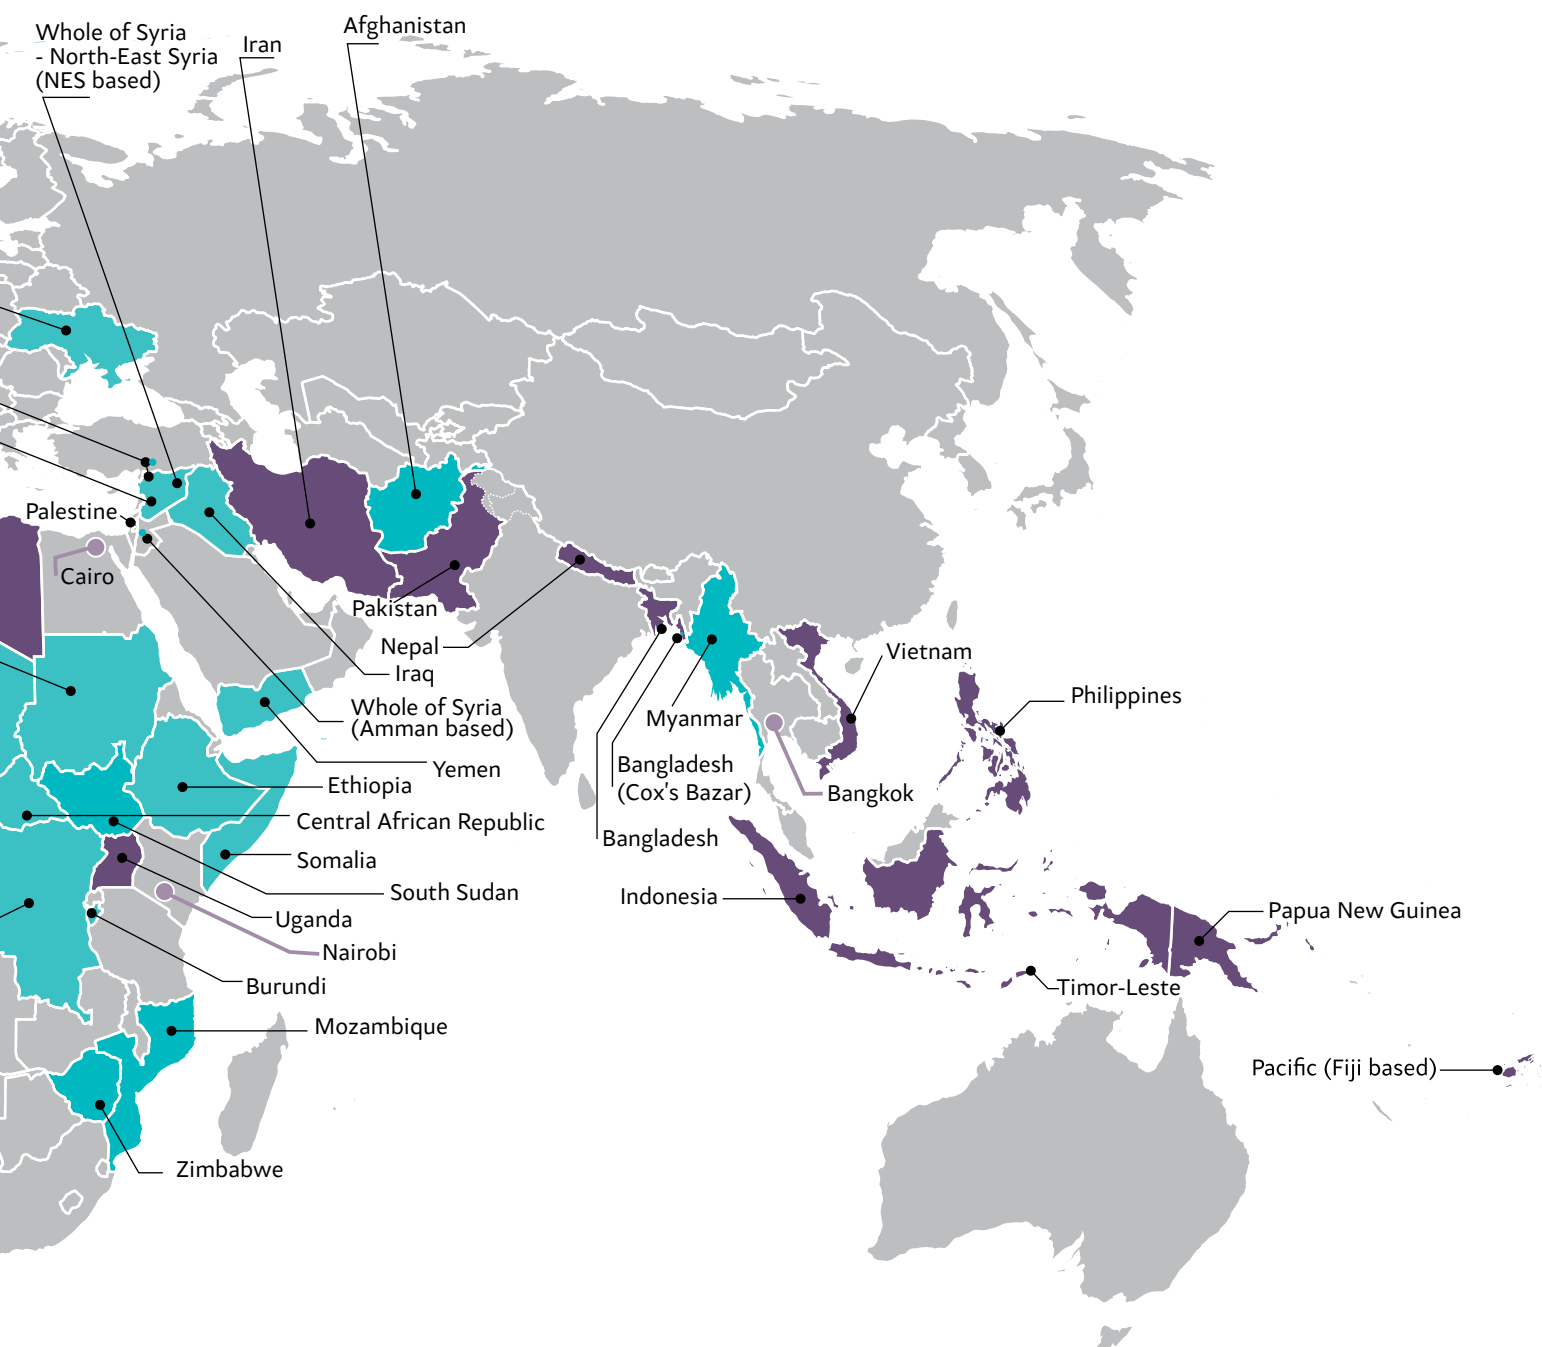 Whole of Syria
- North-East Syria
(NES based)
Iran
Afghanistan
Palestine
Cairo
Pakistan
Nepal
Iraq
Whole of Syria
(Amman based)
Yemen
Ethiopia
Central African Republic
Somalia
South Sudan
Uganda
Nairobi
Burundi
Mozambique
Zimbabwe
Vietnam
Philippines
Myanmar
Bangladesh
(Cox's Bazar)
Bangkok
Bangladesh
Indonesia
Papua New Guinea
Timor-Leste
Pacific (Fiji based)